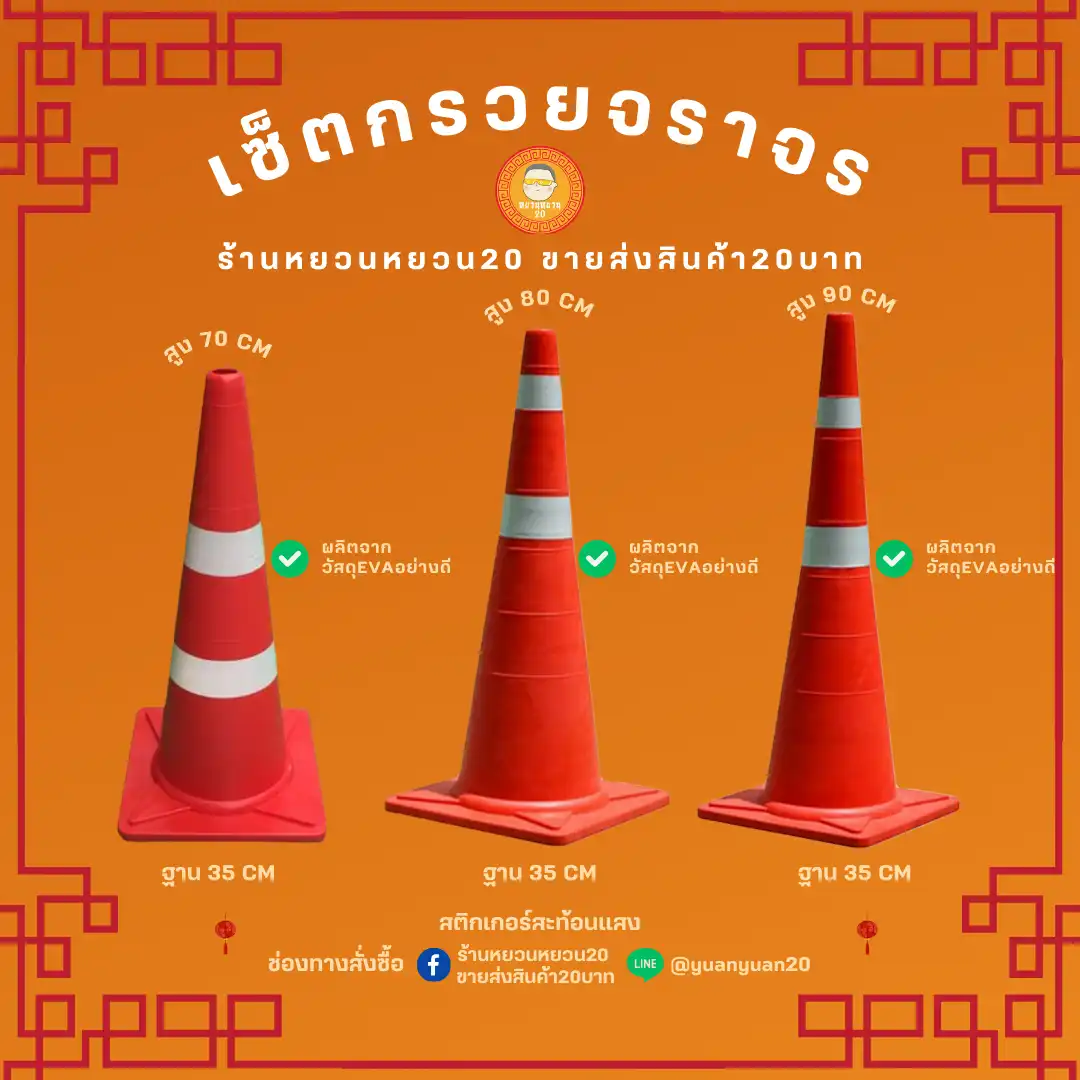 เซ็ตกรวยจราจร
หยวนหยวน
20
ร้านหยวนหยวน20 ขายส่งสินค้า20บาท
สูง 70 CM
สูง 80 CM
สูง 90 CM
ผลิตจาก
วัสดุEVAอย่างดี
ผลิตจาก
วัสดุEVAอย่างดี
ผลิตจาก
วัสดุEVAอย่างดี
ฐาน 35 CM
ฐาน 35 CM
ฐาน 35 CM
สติกเกอร์สะท้อนแสง
ช่องทางสั่งซื้อ
ร้านหยวนหยวน20
ขายส่งสินค้า20บาท
LINE
@yuanyuan20